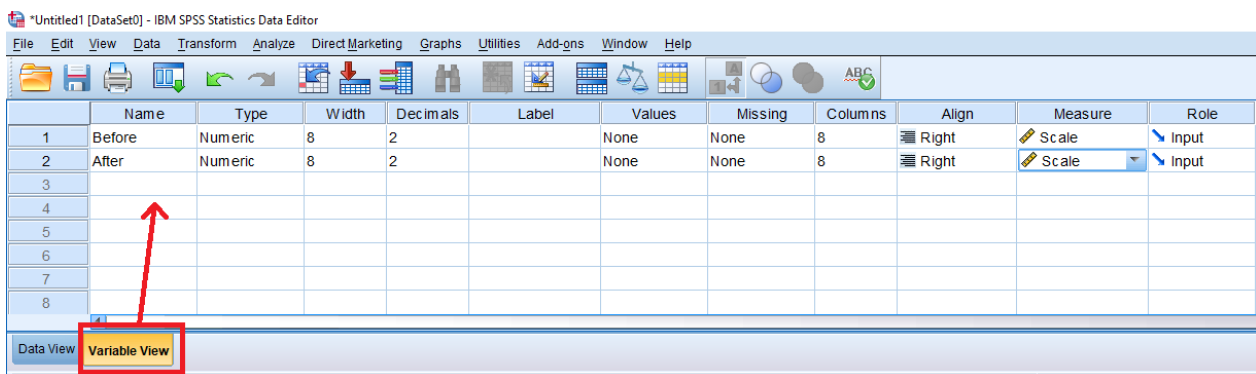 *Untitled1 [DataSet0] - IBM SPSS Statistics Data Editor
File Edit View Data Transform Analyze Direct Marketing Graphs Utilities Add-ons Window Help
A
1 4
ABC
Name Type Width Decimals Label Values Missing Columns Align Measure Role
1 Before Numeric 8 2 None None 8 Right Scale Input
2 After Numeric 8 2 None None 8 Right Scale Input
3
4
5
6
7
8
Data View Variable View